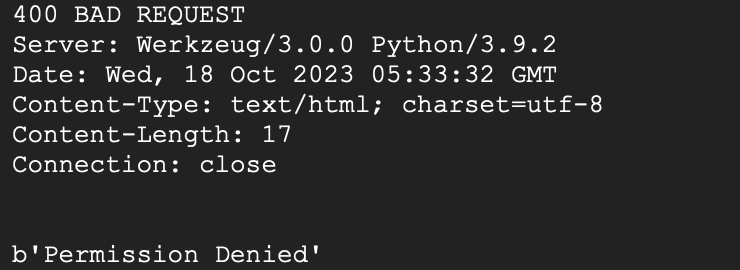 400 BAD REQUEST
Server: Werkzeug/3.0.0 Python/3.9.2
Date: Wed, 18 Oct 2023 05:33:32 GMT
Content-Type: text/html; charset=utf-8
Content-Length: 17
Connection: close
b'Permission Denied'